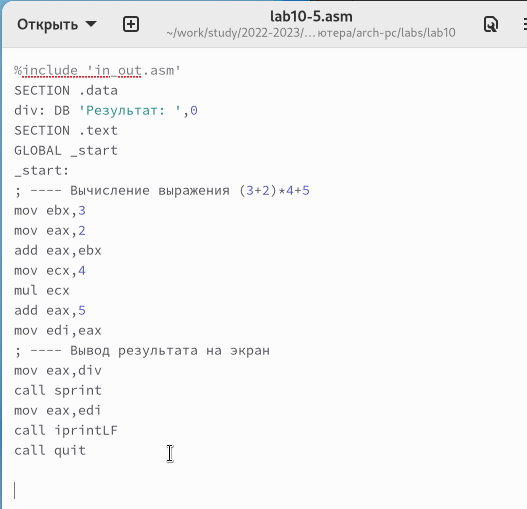 Открыть
lab10-5.asm
~/work/study/2022-2023/…ютера/arch-pc/labs/lab10
%include 'in_out.asm'
SECTION .data
div: DB 'Результат: ',0
SECTION .text
GLOBAL _start
_start:
; ---- Вычисление выражения (3+2)*4+5
mov ebx,3
mov eax,2
add eax,ebx
mov ecx,4
mul ecx
add eax,5
mov edi,eax
; ---- Вывод результата на экран
mov eax,div
call sprint
mov eax,edi
call iprintLF
call quit